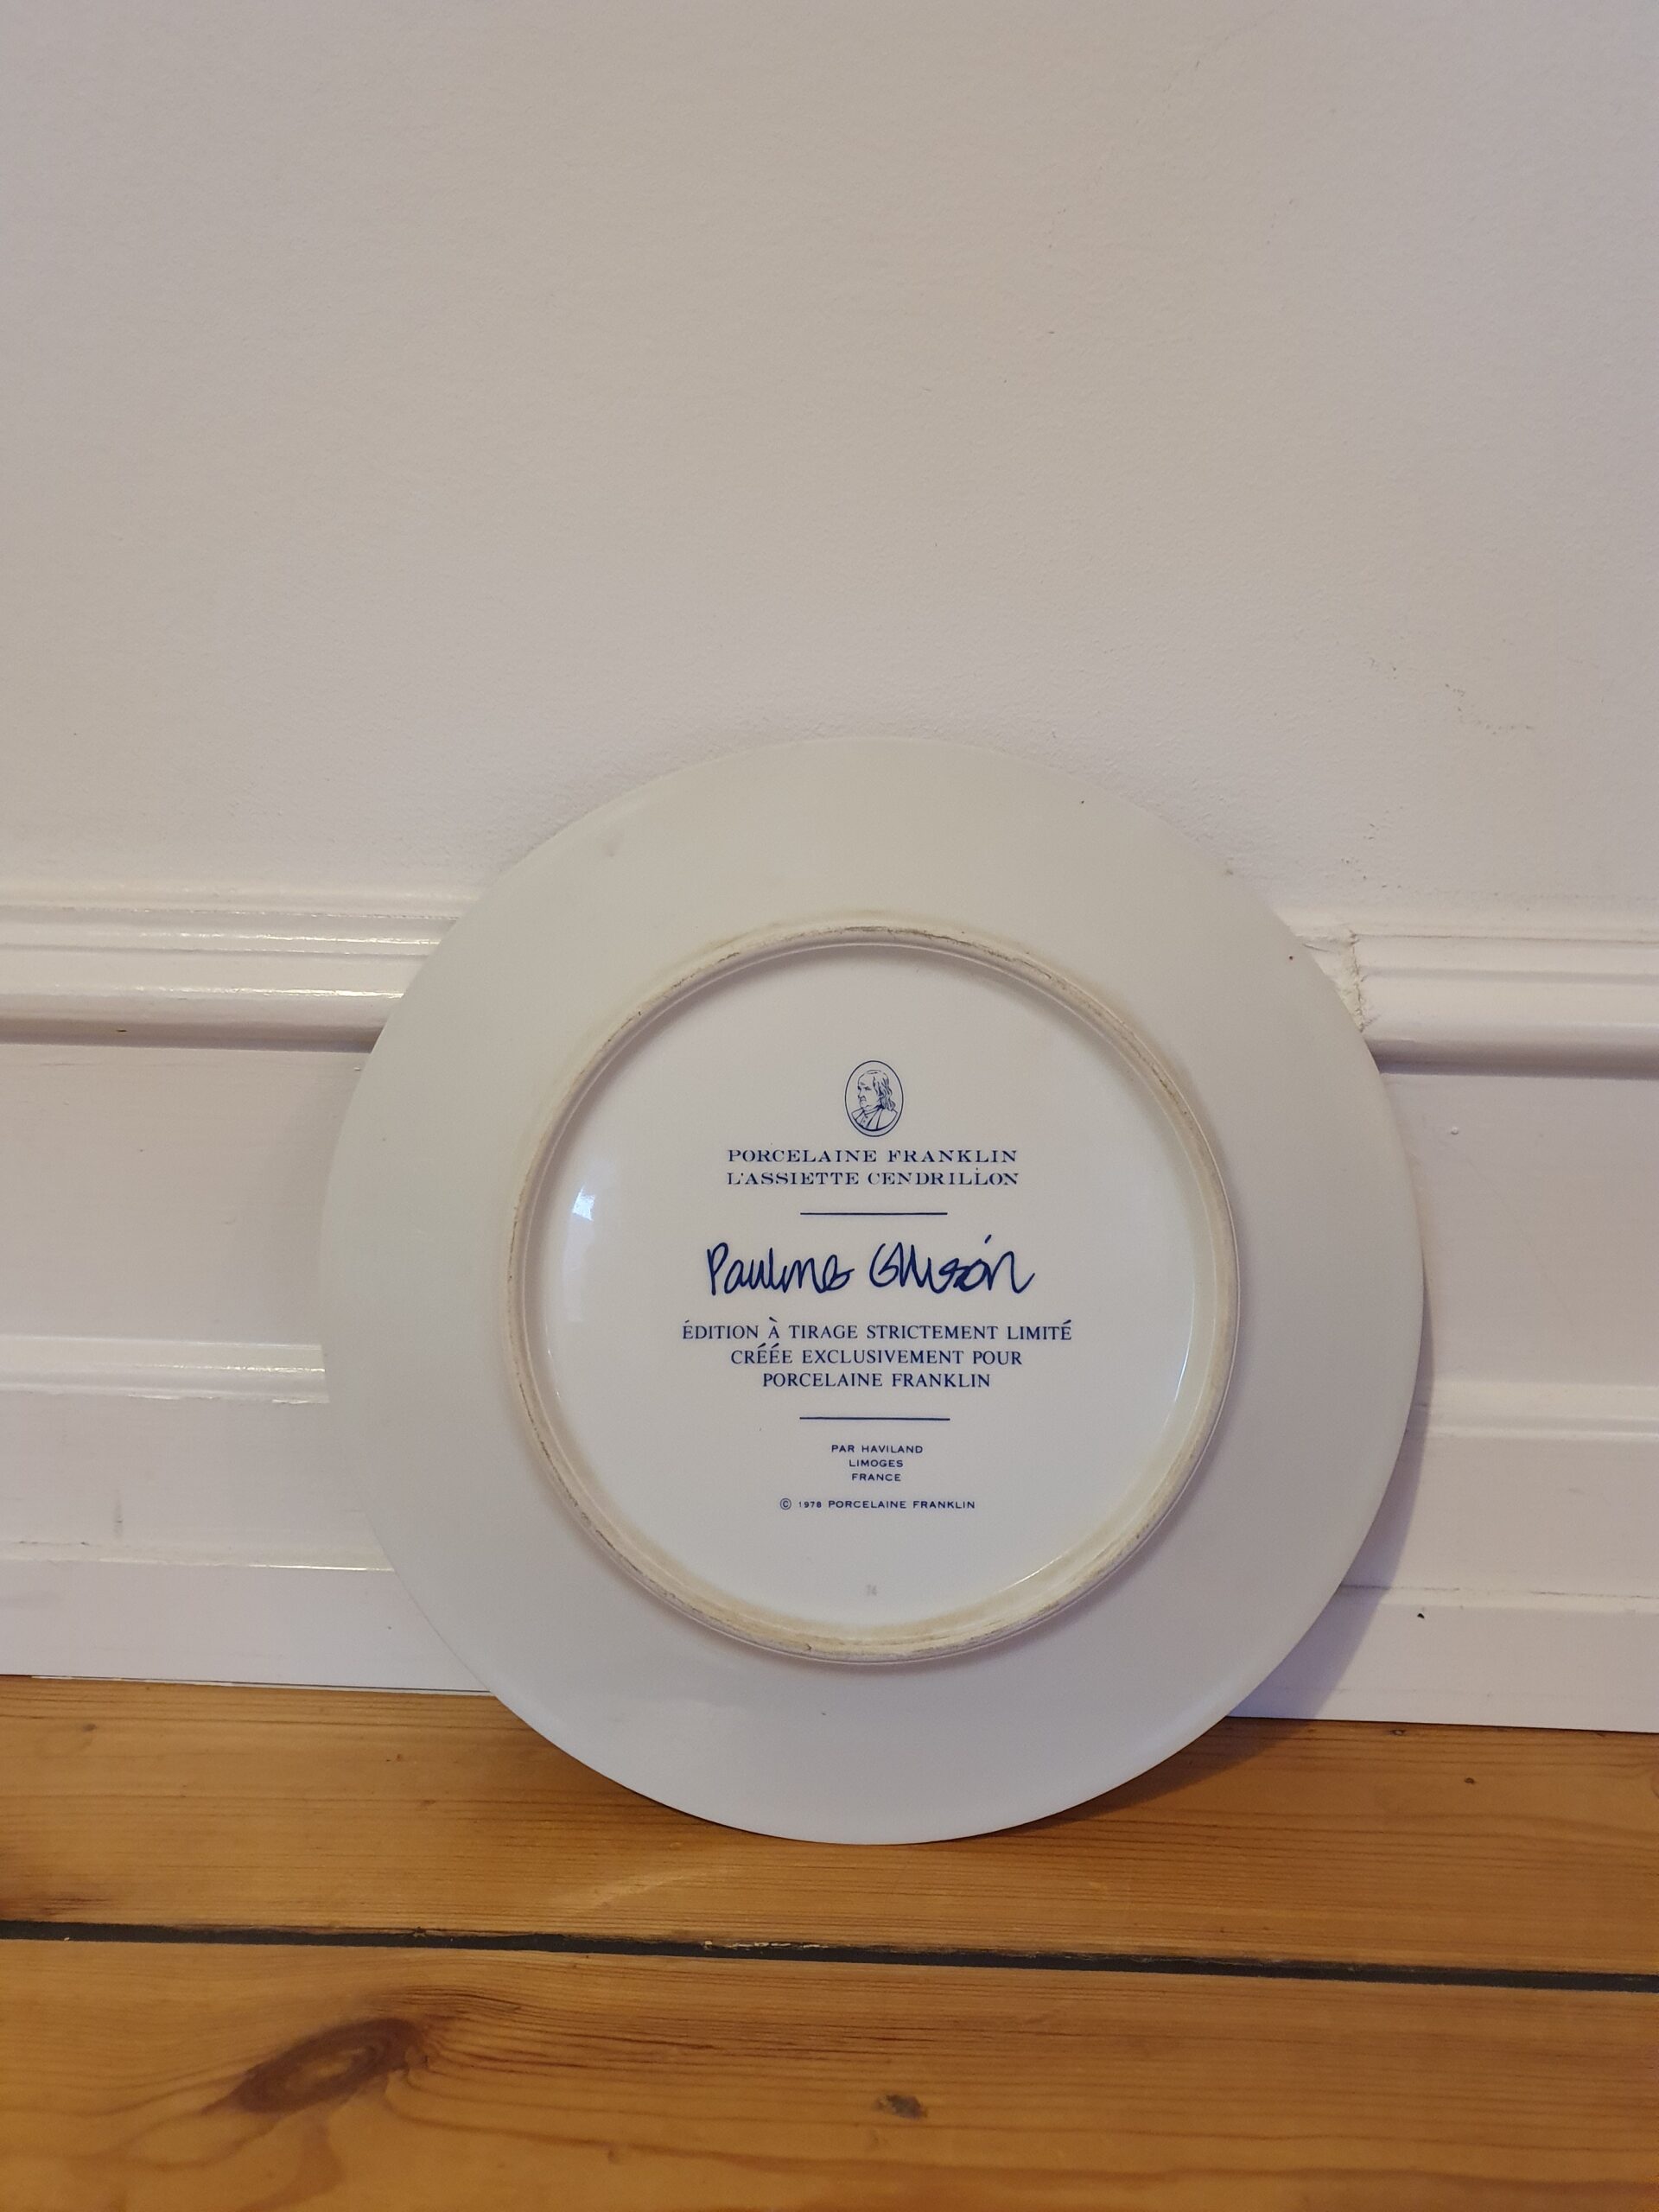 PORCELAINE FRANKLIN
L'ASSIETTE CENDRILLON
Pauline Ellison
ÉDITION À TIRAGE STRICTEMENT LIMITÉ
CRÉÉE EXCLUSIVEMENT POUR
PORCELAINE FRANKLIN
PAR HAVILAND
LIMOGES
FRANCE
© 1978 PORCELAINE FRANKLIN